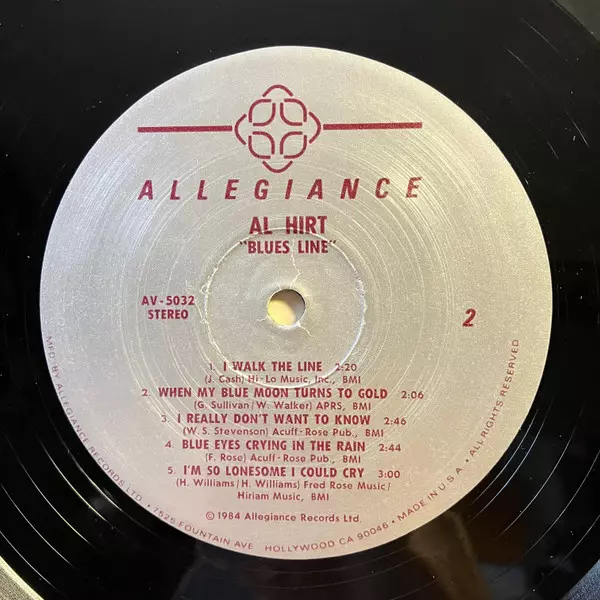 ALLEGIANCE
AL HIRT
"BLUES LINE"
AV-5032
STEREO
2
1. I WALK THE LINE 2:20
(J. Cash) Hi-Lo Music, Inc., BMI
2. WHEN MY BLUE MOON TURNS TO GOLD 2:06
(G. Sullivan/W. Walker) APRS, BMI
3. I REALLY DON'T WANT TO KNOW 2:46
(W. S. Stevenson) Acuff-Rose Pub., BMI
4. BLUE EYES CRYING IN THE RAIN 2:44
(F. Rose) Acuff-Rose Pub., BMI
5. I'M SO LONESOME I COULD CRY 3:00
(H. Williams/H. Williams) Fred Rose Music/
Hiriam Music, BMI
© 1984 Allegiance Records Ltd.
MFD BY ALLEGIANCE RECORDS LTD. • 7525 FOUNTAIN AVE HOLLYWOOD CA 90046 • MADE IN U.S.A. • ALL RIGHTS RESERVED